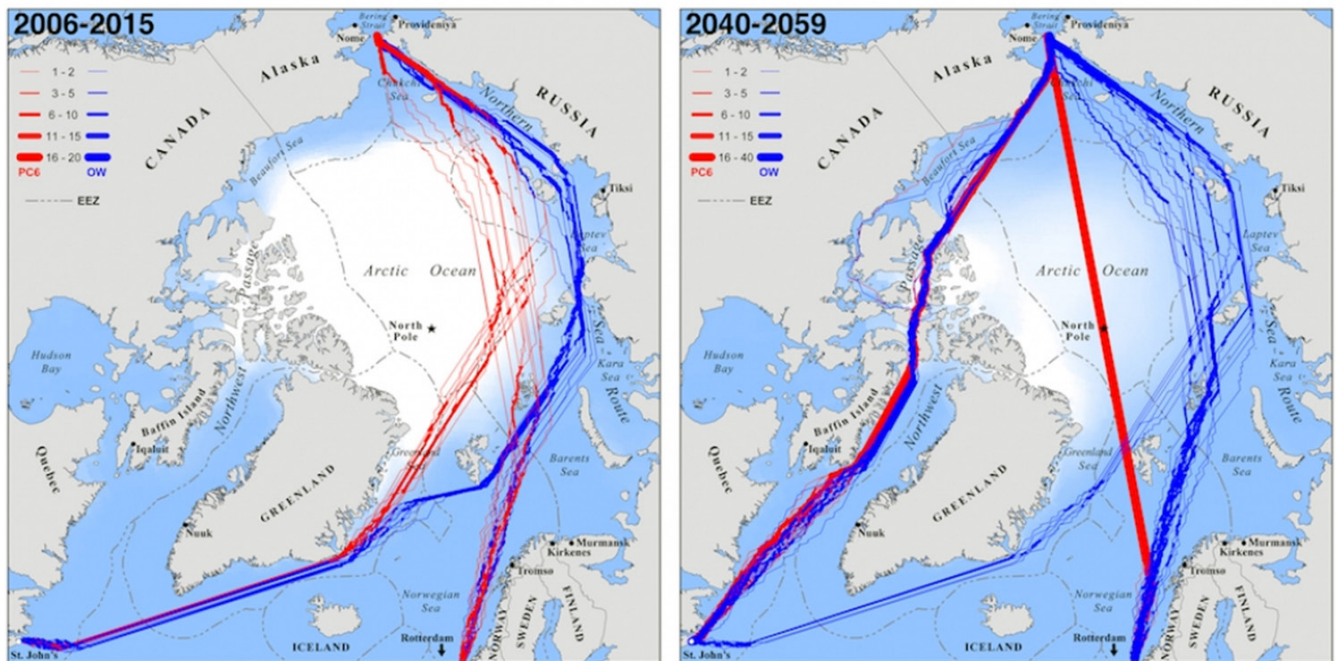 2006-2015
Bering
Strait
Provideniya
Nome
1 - 2
3 - 5
6 - 10
11 - 15
16 - 20
PC6
OW
EEZ
Alaska
Chukchi
Sea
Northern
RUSSIA
CANADA
Beaufort Sea
Tiksi
Laptev
Sea
Passage
Arctic Ocean
North
Pole
Sea
Hudson
Bay
Kara
Sea
Route
Baffin Island
Northwest
Iqaluit
Greenland
Sea
Barents
Sea
Quebec
GREENLAND
Nuuk
Murmansk
Kirkenes
Tromsø
Norwegian
Sea
NORWAY
SWEDEN
FINLAND
Rotterdam
ICELAND
St. John's
2040-2059
Bering
Strait
Provideniya
Nome
1 - 2
3 - 5
6 - 10
11 - 15
16 - 40
PC6
OW
EEZ
Alaska
Chukchi
Sea
Northern
RUSSIA
CANADA
Beaufort Sea
Tiksi
Laptev
Sea
Passage
Arctic Ocean
North
Pole
Sea
Hudson
Bay
Kara
Sea
Route
Baffin Island
Northwest
Iqaluit
Greenland
Sea
Barents
Sea
Quebec
GREENLAND
Nuuk
Murmansk
Kirkenes
Tromsø
Norwegian
Sea
NORWAY
SWEDEN
FINLAND
Rotterdam
ICELAND
St. John's